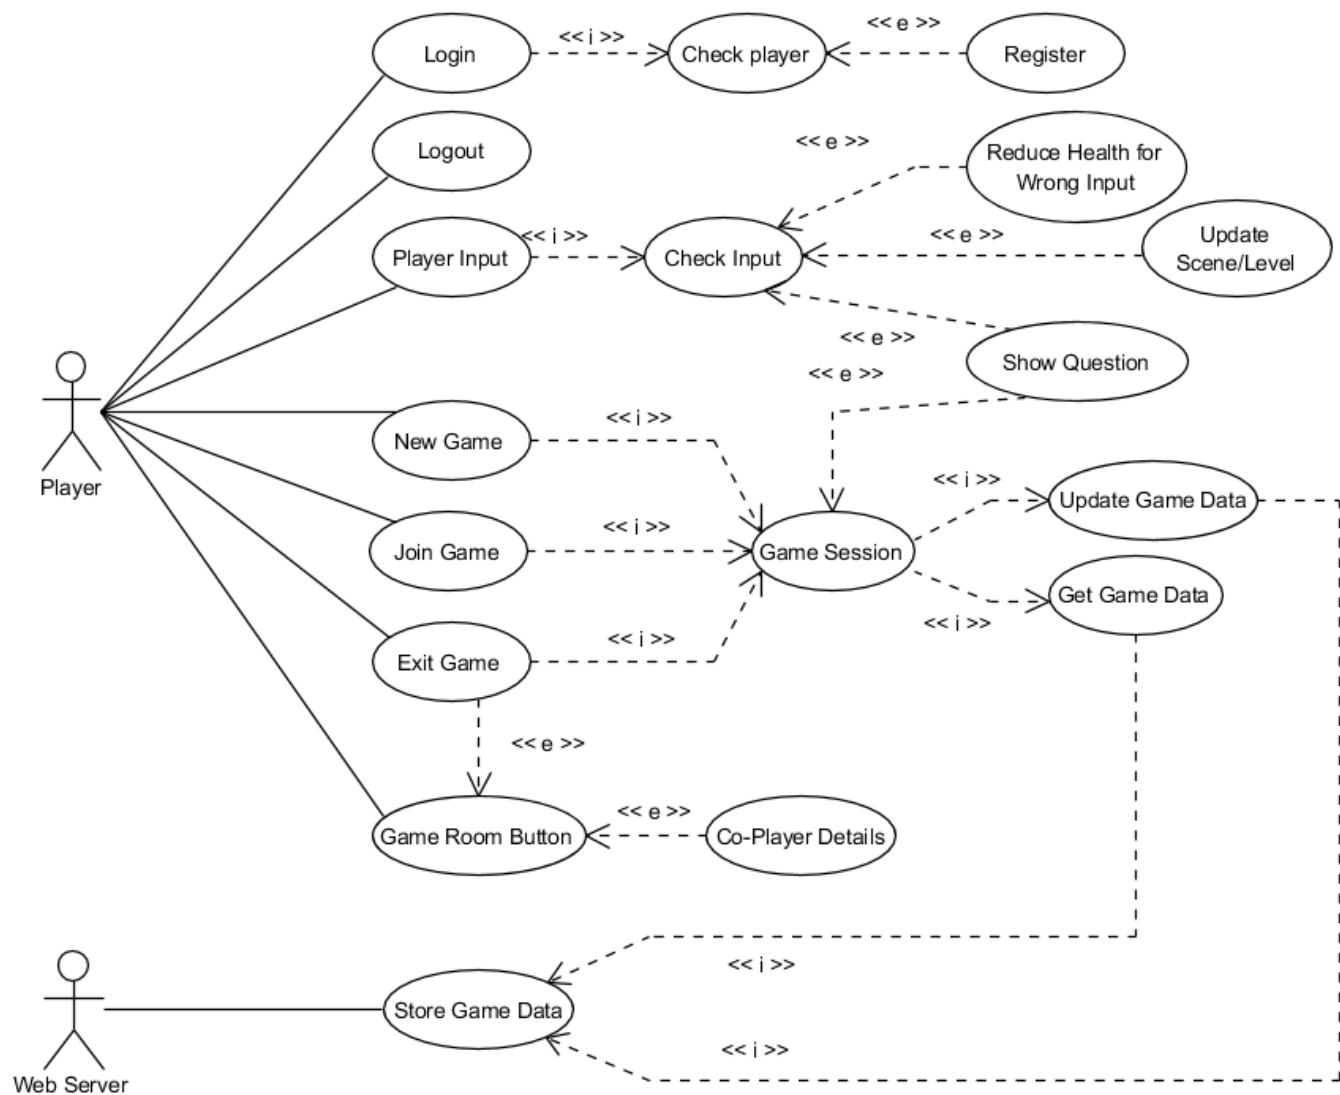 << i >>
<< e >>
Login
Check player
Register
Logout
<< e >>
Reduce Health for
Wrong Input
<< i >>
<< e >>
Player Input
Check Input
Update
Scene/Level
<< e >>
Show Question
<< e >>
Player
New Game
<< i >>
<< i >>
Update Game Data
Join Game
<< i >>
Game Session
Get Game Data
<< i >>
Exit Game
<< i >>
<< e >>
Game Room Button
<< e >>
Co-Player Details
<< i >>
Store Game Data
<< i >>
Web Server